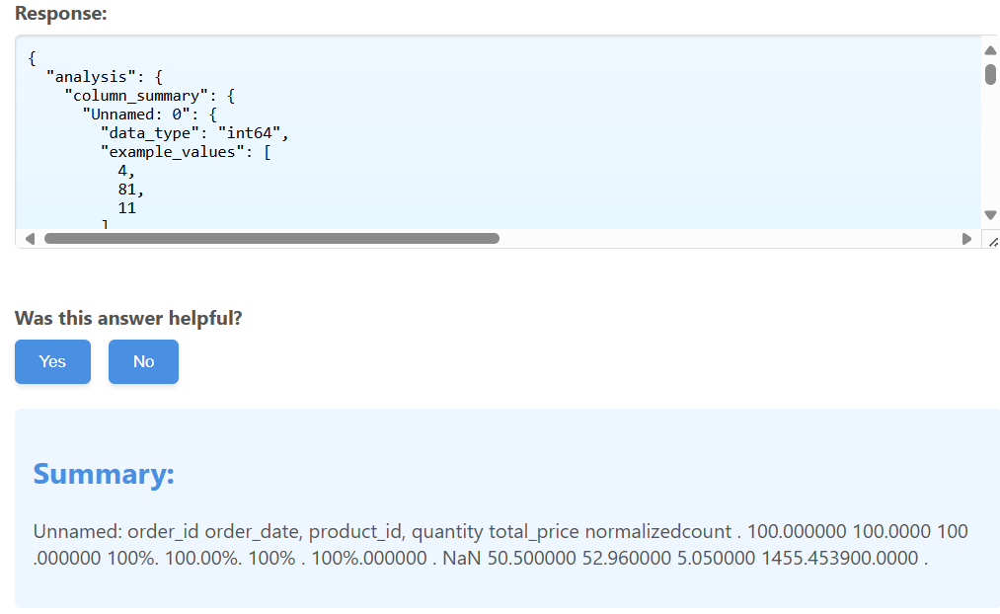 Response:
{
  "analysis": {
    "column_summary": {
      "Unnamed: 0": {
        "data_type": "int64",
        "example_values": [
          4,
          81,
          11
        ]
Was this answer helpful?
Yes No
Summary:
Unnamed: order_id order_date, product_id, quantity total_price normalizedcount . 100.000000 100.0000 100
.000000 100%. 100.00%. 100% . 100%.000000 . NaN 50.500000 52.960000 5.050000 1455.453900.0000 .